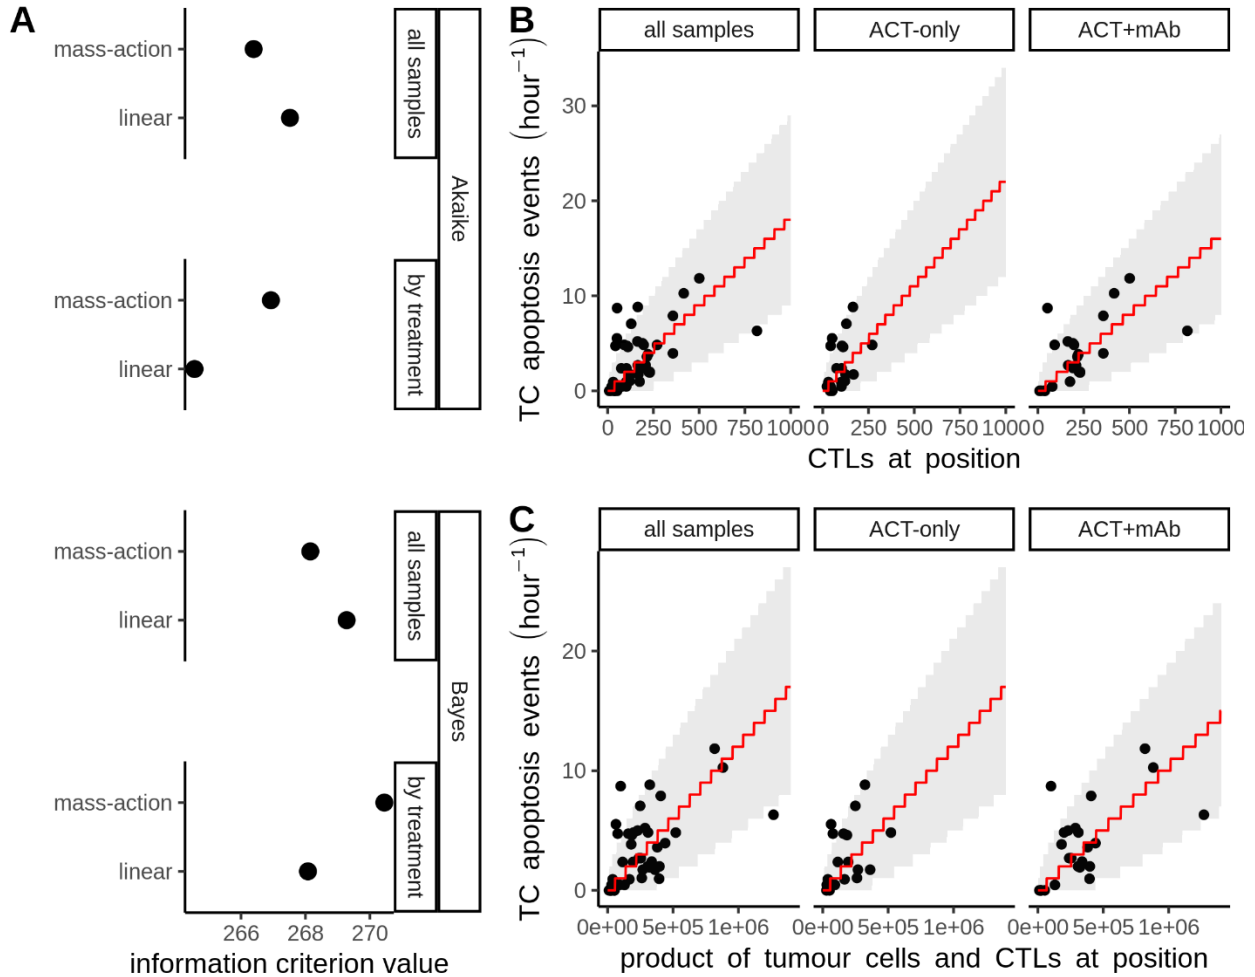 A
mass-action
linear
all samples
mass-action
linear
by treatment
Akaike
mass-action
linear
all samples
mass-action
linear
by treatment
Bayes
266 268 270
information criterion value
B
all samples ACT-only ACT+mAb
TC apoptosis events (hour⁻¹)
30
20
10
0
0 250 500 750 1000 0 250 500 750 1000 0 250 500 750 1000
CTLs at position
C
all samples ACT-only ACT+mAb
TC apoptosis events (hour⁻¹)
20
10
0
0e+00 5e+05 1e+06 0e+00 5e+05 1e+06 0e+00 5e+05 1e+06
product of tumour cells and CTLs at position